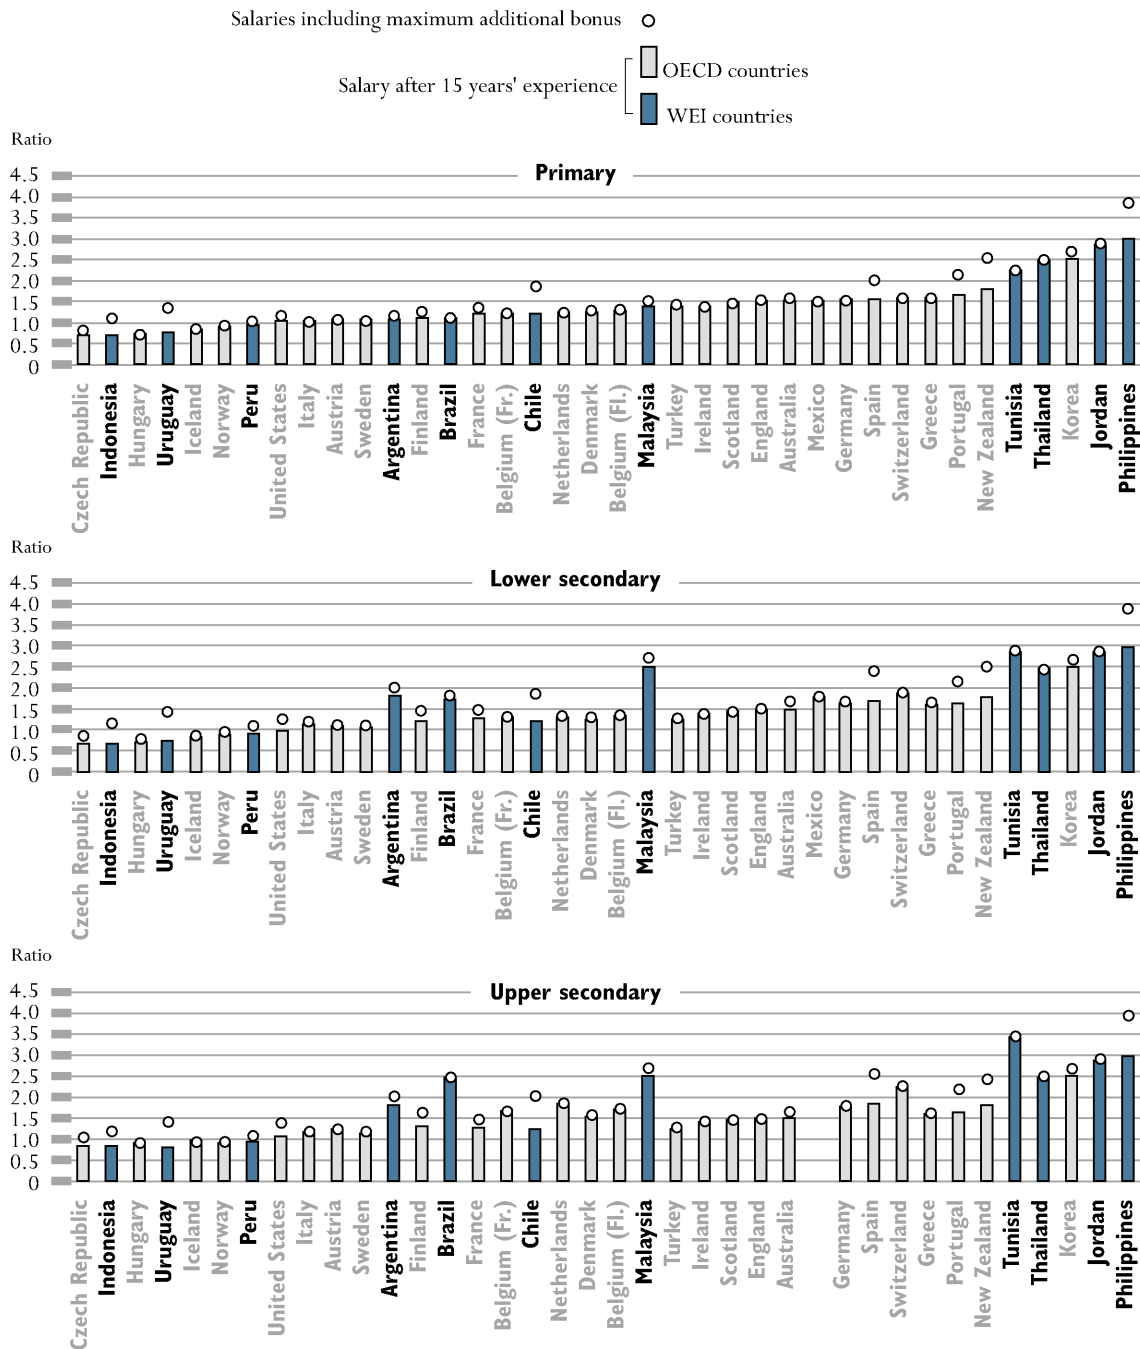 Salaries including maximum additional bonus
Salary after 15 years' experience
OECD countries
WEI countries
Ratio
Primary
4.5
4.0
3.5
3.0
2.5
2.0
1.5
1.0
0.5
0
Czech Republic
Indonesia
Hungary
Uruguay
Iceland
Norway
Peru
United States
Italy
Austria
Sweden
Argentina
Finland
Brazil
France
Belgium (Fr.)
Chile
Netherlands
Denmark
Belgium (Fl.)
Malaysia
Turkey
Ireland
Scotland
England
Australia
Mexico
Germany
Spain
Switzerland
Greece
Portugal
New Zealand
Tunisia
Thailand
Korea
Jordan
Philippines
Ratio
Lower secondary
4.5
4.0
3.5
3.0
2.5
2.0
1.5
1.0
0.5
0
Czech Republic
Indonesia
Hungary
Uruguay
Iceland
Norway
Peru
United States
Italy
Austria
Sweden
Argentina
Finland
Brazil
France
Belgium (Fr.)
Chile
Netherlands
Denmark
Belgium (Fl.)
Malaysia
Turkey
Ireland
Scotland
England
Australia
Mexico
Germany
Spain
Switzerland
Greece
Portugal
New Zealand
Tunisia
Thailand
Korea
Jordan
Philippines
Ratio
Upper secondary
4.5
4.0
3.5
3.0
2.5
2.0
1.5
1.0
0.5
0
Czech Republic
Indonesia
Hungary
Uruguay
Iceland
Norway
Peru
United States
Italy
Austria
Sweden
Argentina
Finland
Brazil
France
Belgium (Fr.)
Chile
Netherlands
Denmark
Belgium (Fl.)
Malaysia
Turkey
Ireland
Scotland
England
Australia
Germany
Spain
Switzerland
Greece
Portugal
New Zealand
Tunisia
Thailand
Korea
Jordan
Philippines